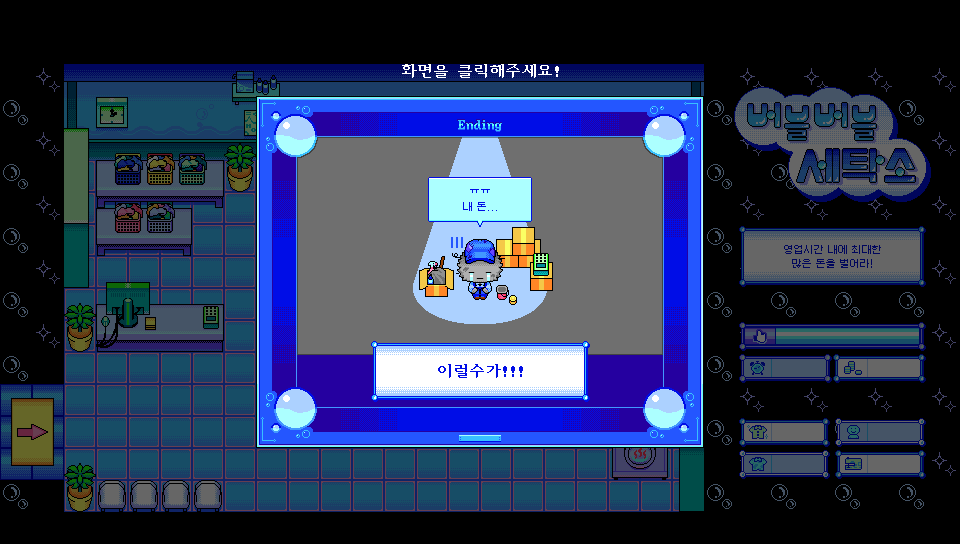 화면을 클릭해주세요!
Ending
ㅠㅠ
내 돈...
이럴수가!!!
버블버블
세탁소
영업시간 내에 최대한
많은 돈을 벌어라!